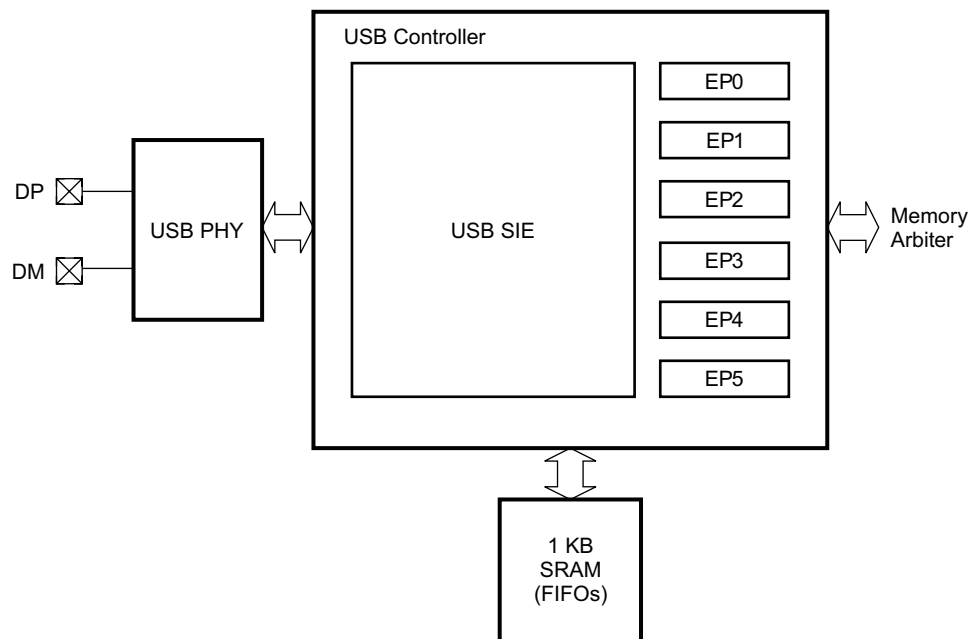 USB Controller
EP0
EP1
DP
EP2
USB PHY
USB SIE
Memory
Arbiter
DM
EP3
EP4
EP5
1 KB
SRAM
(FIFOs)